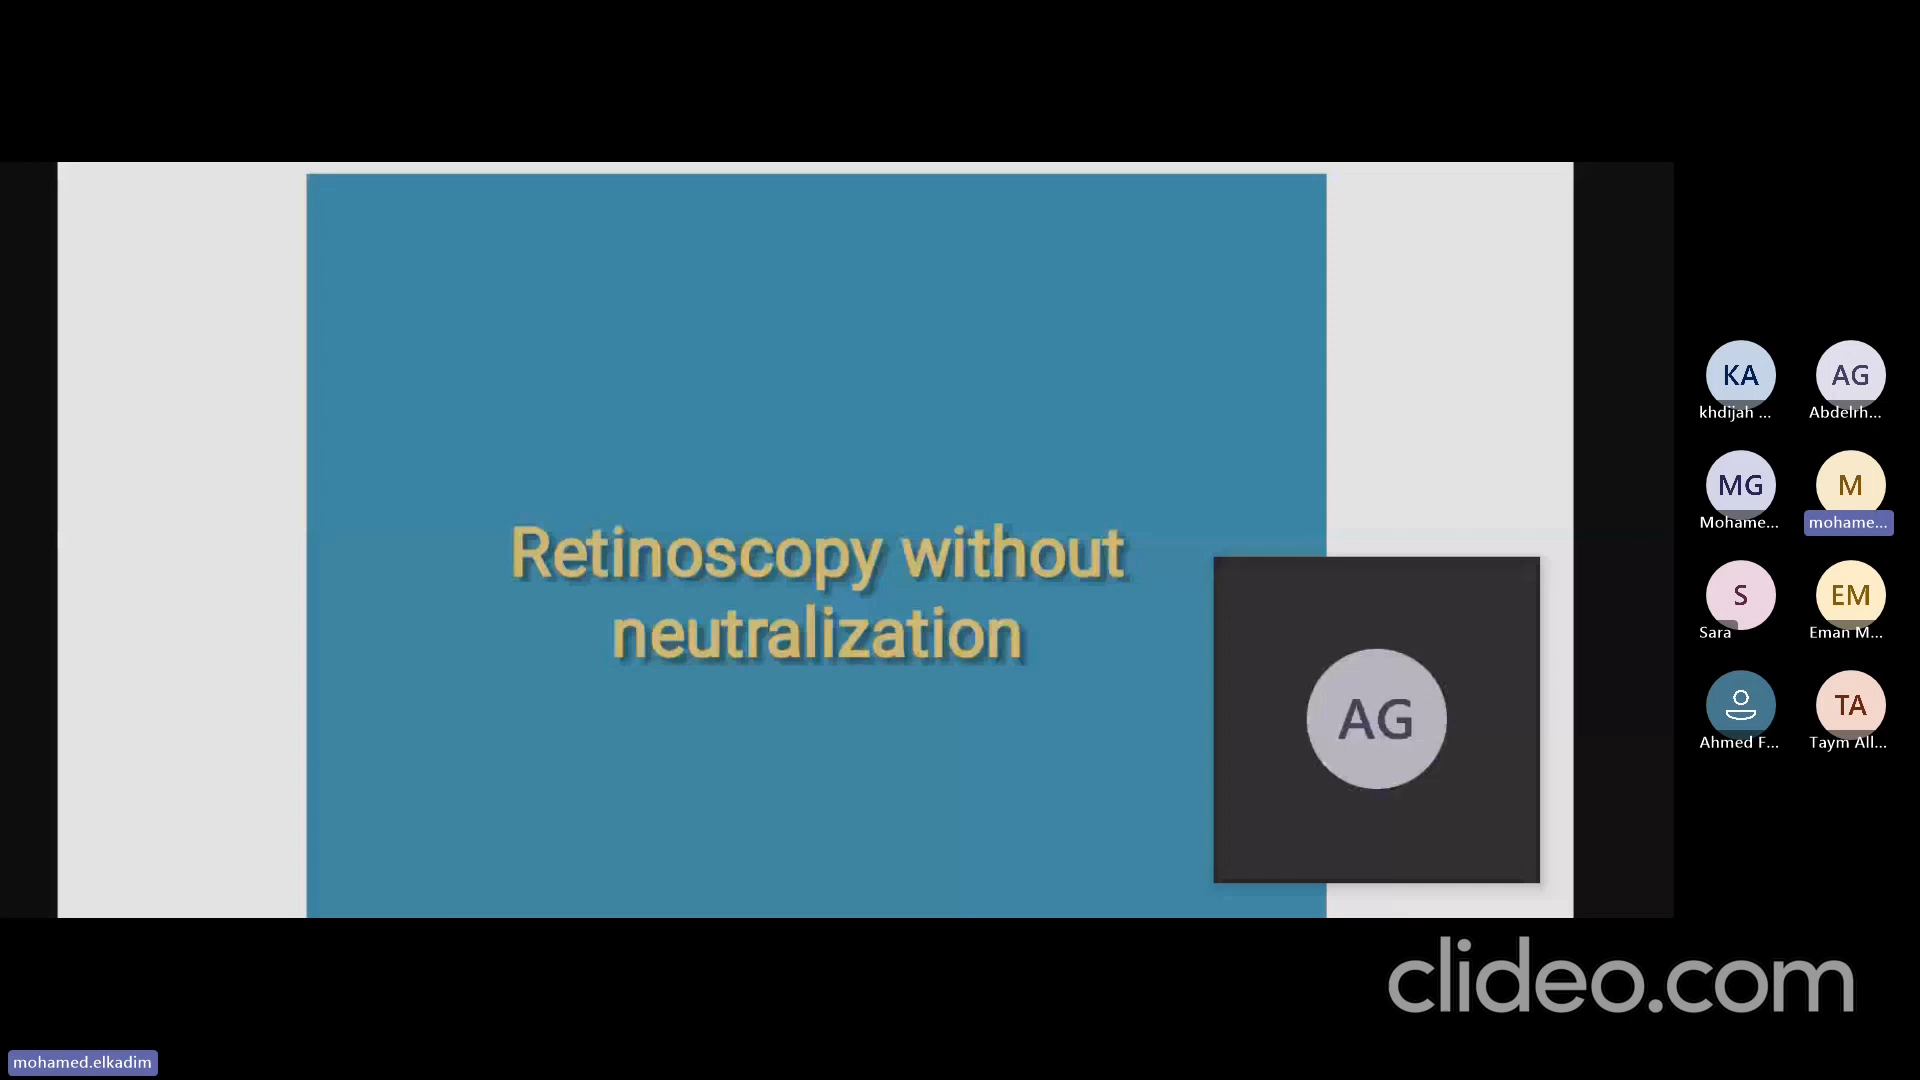 Retinoscopy without
neutralization
AG
KA
khdijah ...
AG
Abdelrh...
MG
Mohame...
M
mohame...
S
Sara
EM
Eman M...
Ahmed F...
TA
Taym All...
clideo.com
mohamed.elkadim